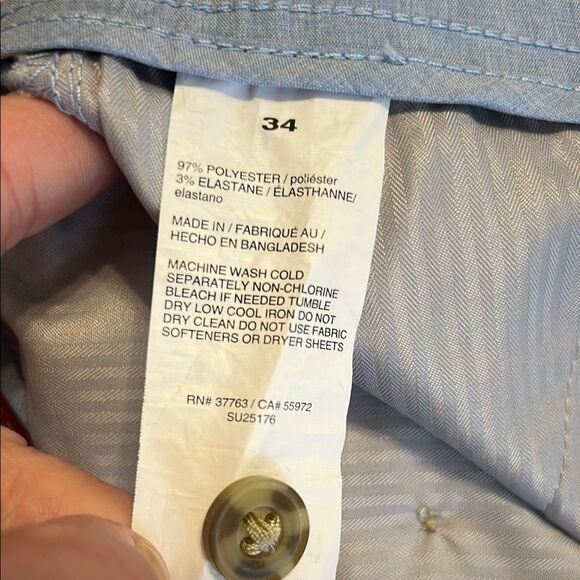 34
97% POLYESTER / poliéster
3% ELASTANE / ÉLASTHANNE/
elastano
MADE IN / FABRIQUÉ AU /
HECHO EN BANGLADESH
MACHINE WASH COLD
SEPARATELY NON-CHLORINE
BLEACH IF NEEDED TUMBLE
DRY LOW COOL IRON DO NOT
DRY CLEAN DO NOT USE FABRIC
SOFTENERS OR DRYER SHEETS
RN# 37763 / CA# 55972
SU25176